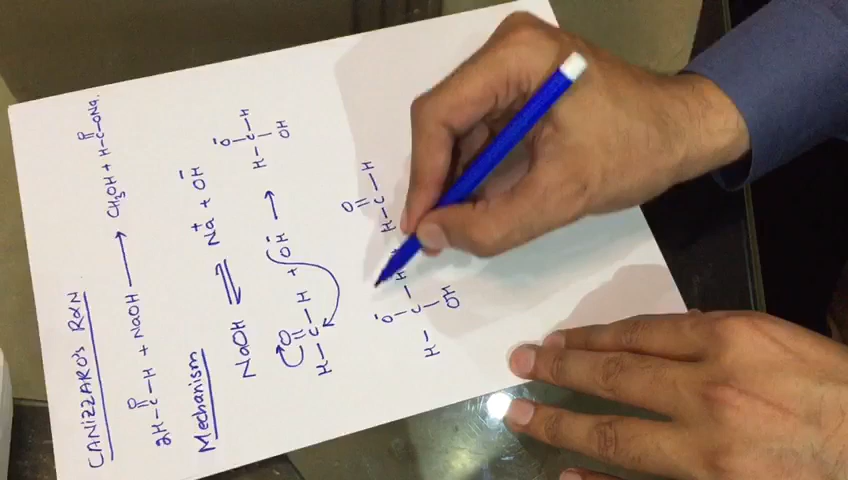 CANIZZARO'S RXN
O
2H-C-H + NaOH → CH3OH + H-C-ONa.
O
Mechanism
NaOH ⇌ Na+ + OH-
O
H-C-H + OH- → H-C-H
O-
OH
O-
H-C-H + H-C-H
OH
O